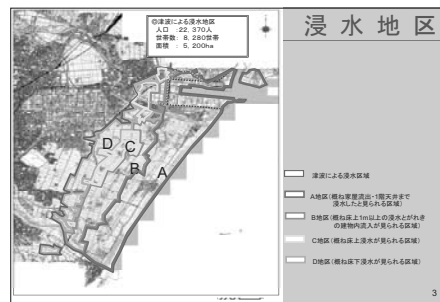 浸水地区
◎津波による浸水地区
人口 :22,370人
世帯数: 8,280世帯
面積 : 5,200ha
D
C
B
A
津波による浸水区域
A地区(概ね家屋流出・1階天井まで
浸水したと見られる区域)
B地区(概ね床上1m以上の浸水とがれき
の建物内流入が見られる区域)
C地区(概ね床上浸水が見られる区域)
D地区(概ね床下浸水が見られる区域)
3